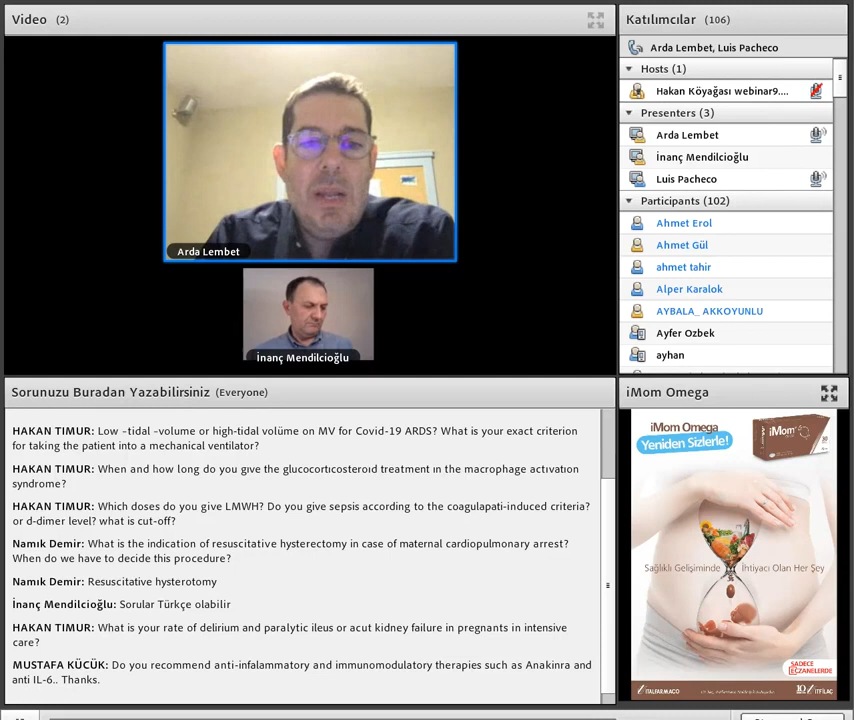 Video (2)
Arda Lembet
İnanç Mendilcioğlu
Katılımcılar (106)
Arda Lembet, Luis Pacheco
Hosts (1)
Hakan Köyağası webinar9....
Presenters (3)
Arda Lembet
İnanç Mendilcioğlu
Luis Pacheco
Participants (102)
Ahmet Erol
Ahmet Gül
ahmet tahir
Alper Karalok
AYBALA_ AKKOYUNLU
Ayfer Ozbek
ayhan
Sorunuzu Buradan Yazabilirsiniz (Everyone)
HAKAN TIMUR: Low -tidal -volume or high-tidal volüme on MV for Covid-19 ARDS? What is your exact criterion
for taking the patient into a mechanical ventilator?
HAKAN TIMUR: When and how long do you gıve the glucocortıcosteroıd treatment ın the macrophage actıvatıon
syndrome?
HAKAN TIMUR: Which doses do you give LMWH? Do you give sepsis according to the coagulapati-induced criteria?
or d-dimer level? what is cut-off?
Namık Demir: What is the indication of resuscitative hysterectomy in case of maternal cardiopulmonary arrest?
When do we have to decide this procedure?
Namık Demir: Resuscitative hysterotomy
İnanç Mendilcioğlu: Sorular Türkçe olabilir
HAKAN TIMUR: What is your rate of delirium and paralytic ileus or acut kidney failure in pregnants in intensive
care?
MUSTAFA KÜCÜK: Do you recommend anti-infalammatory and immunomodulatory therapies such as Anakinra and
anti IL-6.. Thanks.
iMom Omega
iMom Omega
Yeniden Sizlerle!
iMom
Sağlıklı Gelişiminde İhtiyacı Olan Her Şey
SADECE
ECZANELERDE
ITALFARMACO
ITFILAÇ